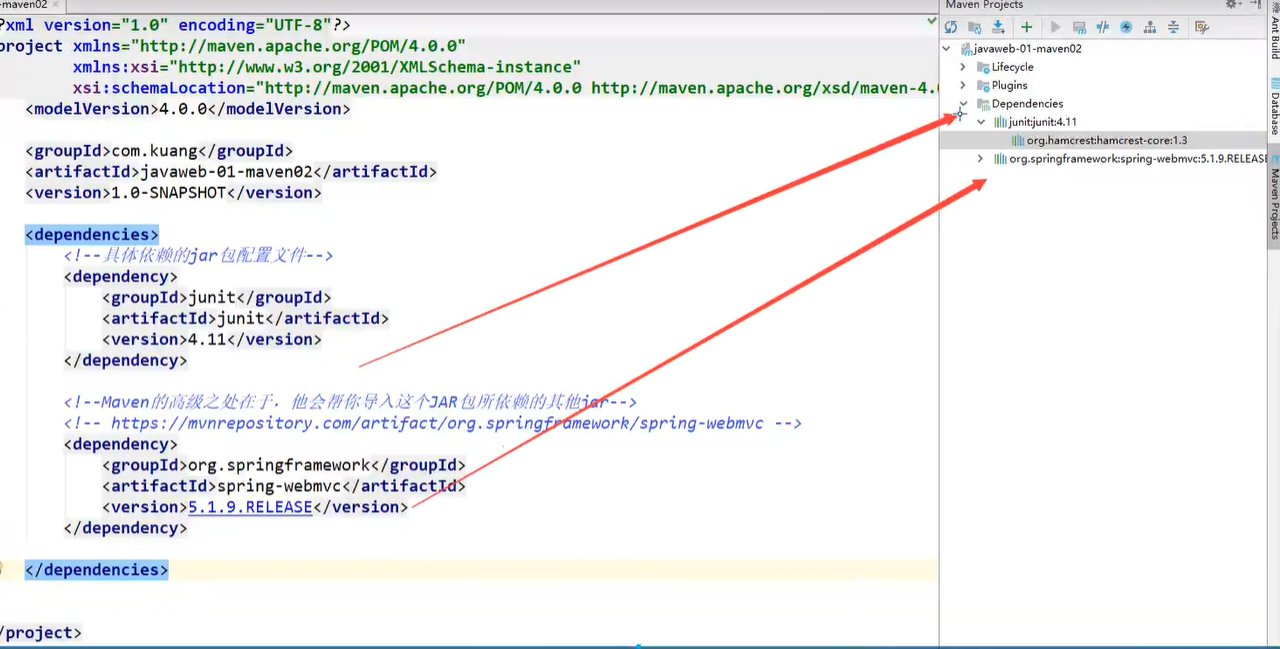 -maven02
?xml version="1.0" encoding="UTF-8"?>
project xmlns="http://maven.apache.org/POM/4.0.0"
xmlns:xsi="http://www.w3.org/2001/XMLSchema-instance"
xsi:schemaLocation="http://maven.apache.org/POM/4.0.0 http://maven.apache.org/xsd/maven-4.0
<modelVersion>4.0.0</modelVersion>
<groupId>com.kuang</groupId>
<artifactId>javaweb-01-maven02</artifactId>
<version>1.0-SNAPSHOT</version>
<dependencies>
<!--具体依赖的jar包配置文件-->
<dependency>
<groupId>junit</groupId>
<artifactId>junit</artifactId>
<version>4.11</version>
</dependency>
<!--Maven的高级之处在于，他会帮你导入这个JAR包所依赖的其他jar-->
<!-- https://mvnrepository.com/artifact/org.springframework/spring-webmvc -->
<dependency>
<groupId>org.springframework</groupId>
<artifactId>spring-webmvc</artifactId>
<version>5.1.9.RELEASE</version>
</dependency>
</dependencies>
/project>
Maven Projects
javaweb-01-maven02
Lifecycle
Plugins
Dependencies
junit:junit:4.11
org.hamcrest:hamcrest-core:1.3
org.springframework:spring-webmvc:5.1.9.RELEASE
Ant Build
Database
Maven Projects